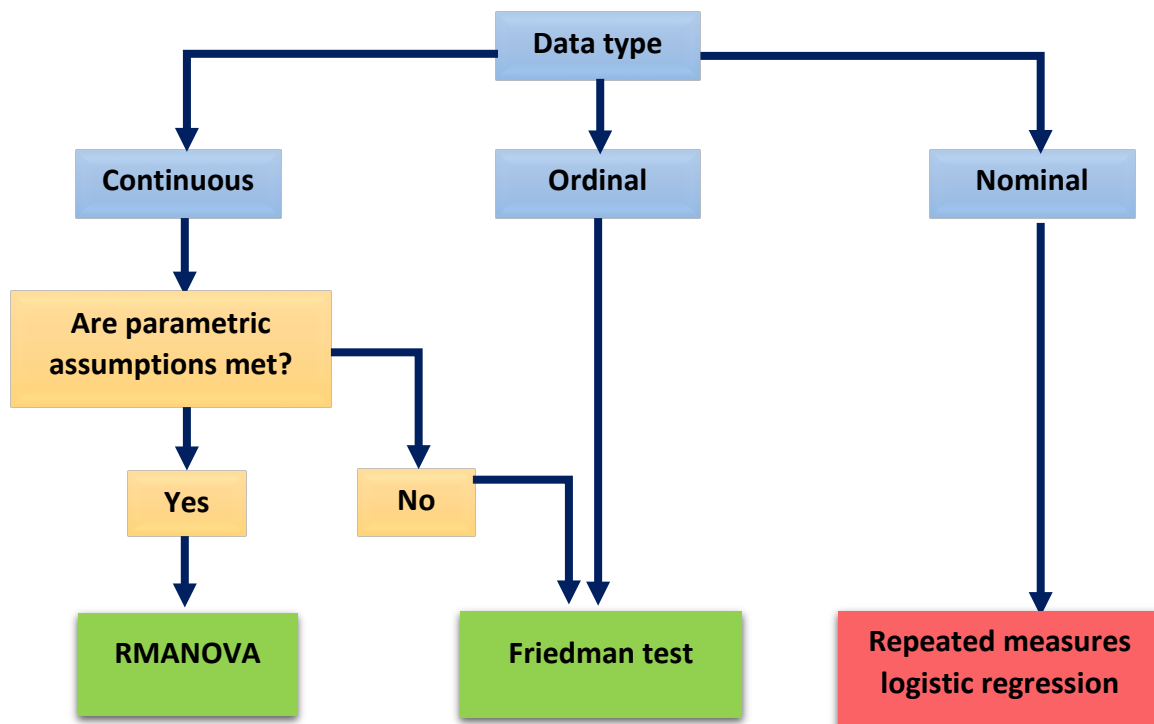 Data type
Continuous
Ordinal
Nominal
Are parametric
assumptions met?
Yes
No
RMANOVA
Friedman test
Repeated measures
logistic regression